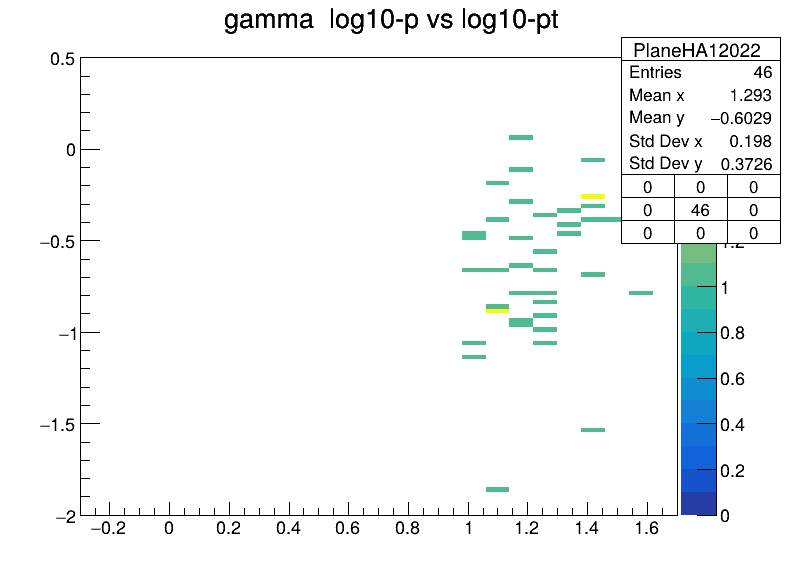 gamma  log10-p vs log10-pt
PlaneHA12022
Entries 46
Mean x 1.293
Mean y −0.6029
Std Dev x 0.198
Std Dev y 0.3726
0 0 0
0 46 0
0 0 0
0.5
0
−0.5
−1
−1.5
−2
−0.2 0 0.2 0.4 0.6 0.8 1 1.2 1.4 1.6
1.2
1
0.8
0.6
0.4
0.2
0